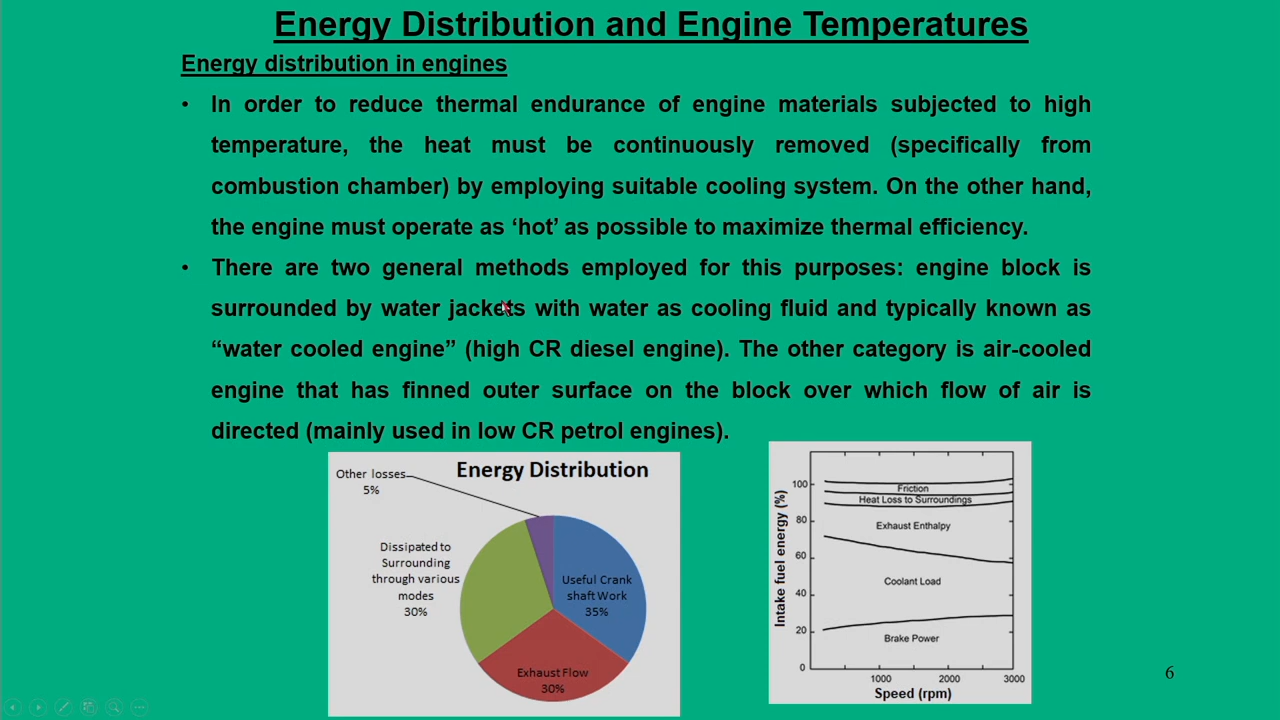 Energy Distribution and Engine Temperatures
Energy distribution in engines
• In order to reduce thermal endurance of engine materials subjected to high
temperature, the heat must be continuously removed (specifically from
combustion chamber) by employing suitable cooling system. On the other hand,
the engine must operate as ‘hot’ as possible to maximize thermal efficiency.
• There are two general methods employed for this purposes: engine block is
surrounded by water jackets with water as cooling fluid and typically known as
“water cooled engine” (high CR diesel engine). The other category is air-cooled
engine that has finned outer surface on the block over which flow of air is
directed (mainly used in low CR petrol engines).
Energy Distribution
Other losses
5%
Dissipated to
Surrounding
through various
modes
30%
Useful Crank
shaft Work
35%
Exhaust Flow
30%
Intake fuel energy (%)
100
80
60
40
20
0
Friction
Heat Loss to Surroundings
Exhaust Enthalpy
Coolant Load
Brake Power
1000 2000 3000
Speed (rpm)
6